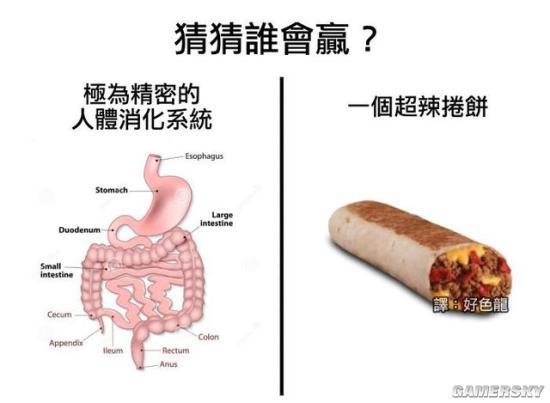 猜猜誰會贏？
極為精密的
人體消化系統
一個超辣捲餅
Esophagus
Stomach
Large
intestine
Duodenum
Small
intestine
Cecum
Appendix
Ileum
Rectum
Anus
Colon
譯：好色龍
GAMERSKY